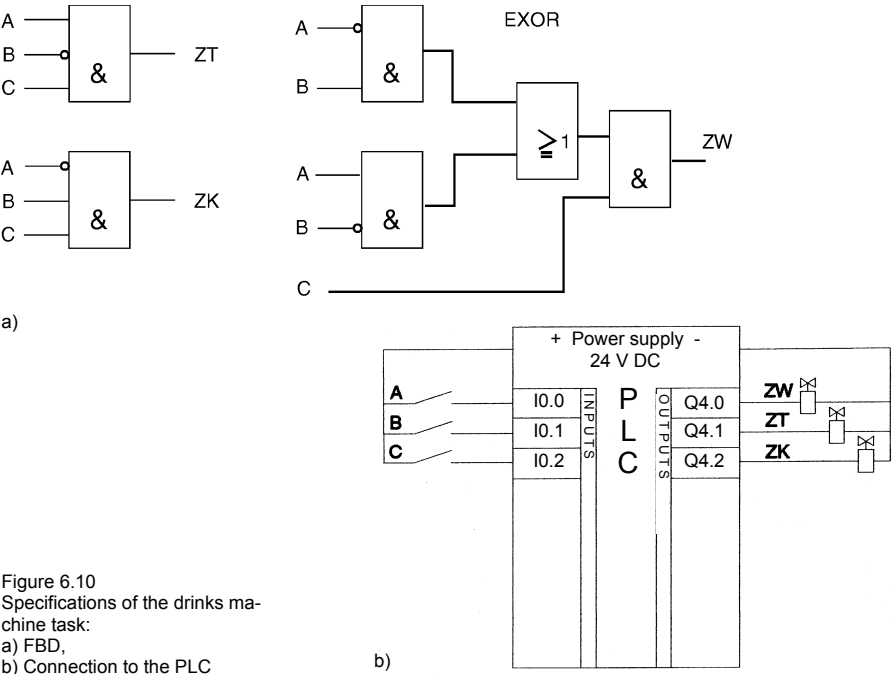 A
B
C
&
ZT
A
B
C
&
ZK
a)
EXOR
A
B
&
A
B
&
≧ 1
C
&
ZW
+ Power supply -
24 V DC
A
B
C
I0.0
I0.1
I0.2
INPUTS
PLC
OUTPUTS
Q4.0
Q4.1
Q4.2
ZW
ZT
ZK
Figure 6.10
Specifications of the drinks ma-
chine task:
a) FBD,
b) Connection to the PLC
b)